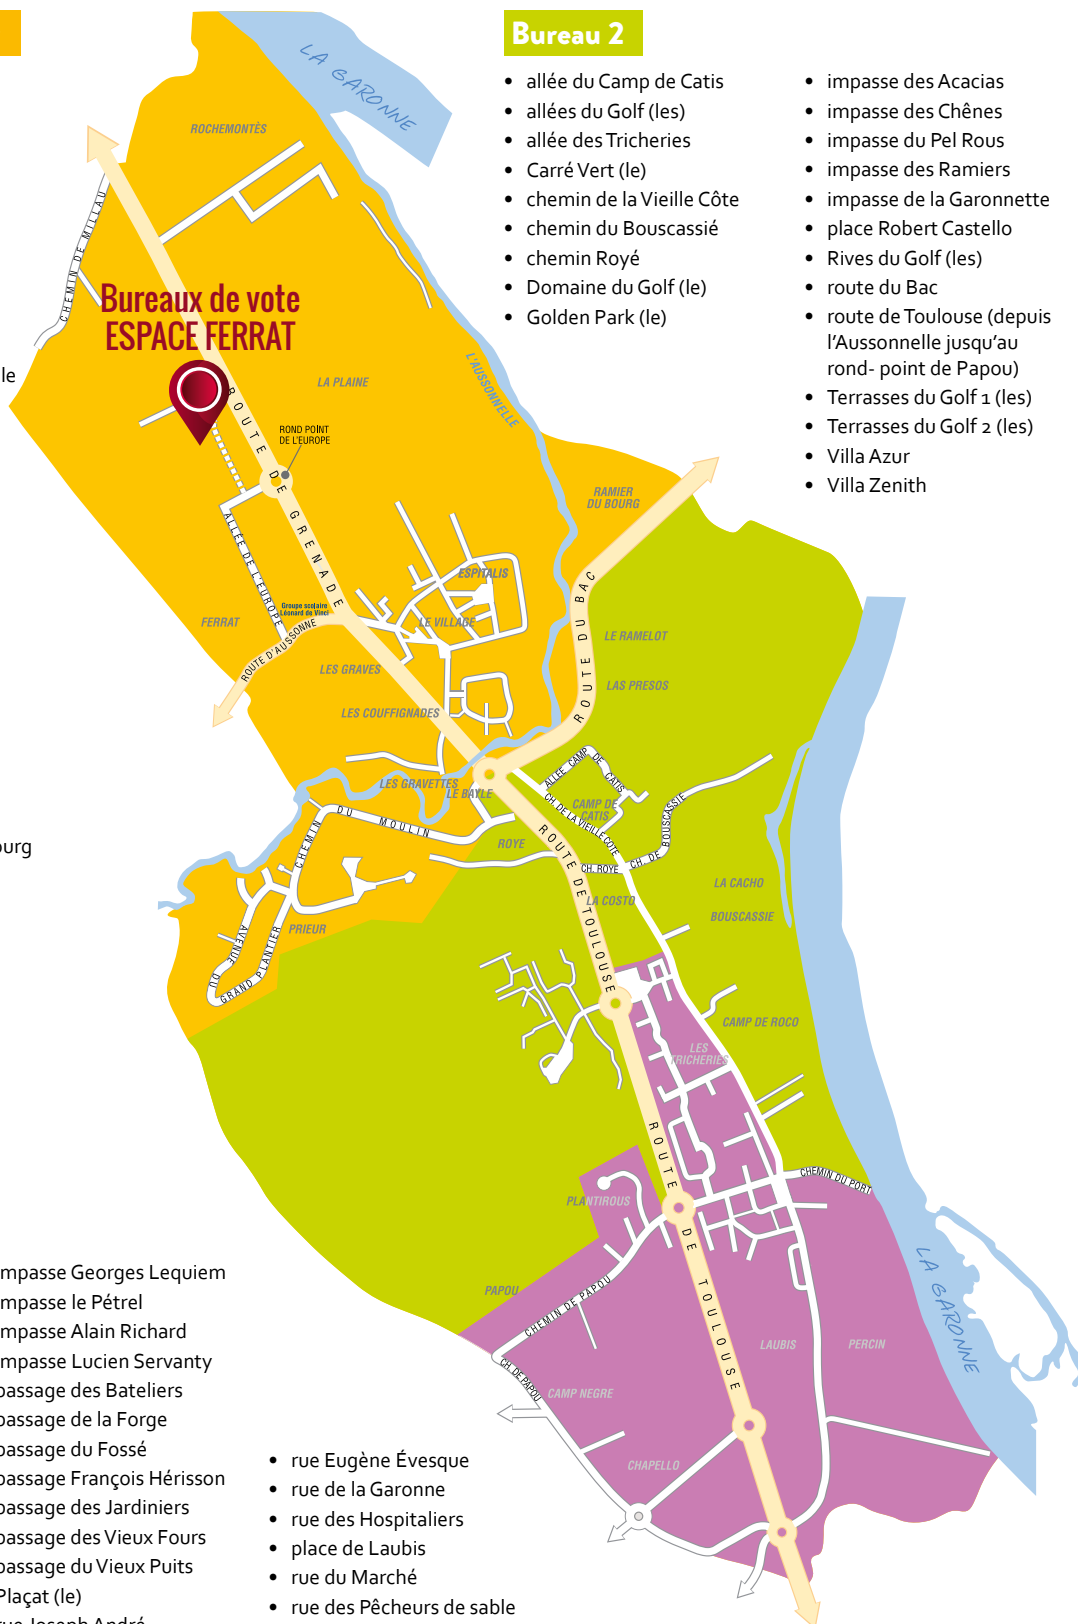 Bureau 2
• allée du Camp de Catis
• allées du Golf (les)
• allée des Tricheries
• Carré Vert (le)
• chemin de la Vieille Côte
• chemin du Bouscassié
• chemin Royé
• Domaine du Golf (le)
• Golden Park (le)
• impasse des Acacias
• impasse des Chênes
• impasse du Pel Rous
• impasse des Ramiers
• impasse de la Garonnette
• place Robert Castello
• Rives du Golf (les)
• route du Bac
• route de Toulouse (depuis
l'Aussonnelle jusqu'au
rond- point de Papou)
• Terrasses du Golf 1 (les)
• Terrasses du Golf 2 (les)
• Villa Azur
• Villa Zenith
LA GARONNE
ROCHEMONTÈS
CHEMIN DE MILLAU
Bureaux de vote
ESPACE FERRAT
le
LA PLAINE
L'AUSSONNELLE
ROUTE DE GRENADE
ROND POINT
DE L'EUROPE
RAMIER
DU BOURG
ALLÉE DE L'EUROPE
ESPITALIS
Groupe scolaire
Léonard de Vinci
FERRAT
LE VILLAGE
ROUTE D'AUSSONNE
ROUTE DU BAC
LE RAMELOT
LES GRAVES
LAS PRESOS
LES COUFFIGNADES
LES GRAVETTES
LE BAYLE
ALLÉE CAMP DE CATIS
CAMP DE
CATIS
CH. DE LA VIEILLE COTE
CH. DE BOUSCASSIE
CHEMIN DU MOULIN
ROYE
ourg
CH. ROYE
ROUTE DE TOULOUSE
LA COSTO
LA CACHO
BOUSCASSIE
PRIEUR
AVENUE DU GRAND PLANTIER
CAMP DE ROCO
LES
TRICHERIES
ROUTE DE TOULOUSE
CHEMIN DU PORT
PLANTIROUS
PAPOU
CHEMIN DE PAPOU
LA GARONNE
LAUBIS
PERCIN
CH. DE PAPOU
CAMP NEGRE
CHAPELLO
mpasse Georges Lequiem
mpasse le Pétrel
mpasse Alain Richard
mpasse Lucien Servanty
passage des Bateliers
passage de la Forge
passage du Fossé
passage François Hérisson
passage des Jardiniers
passage des Vieux Fours
passage du Vieux Puits
Plaçat (le)
rue Joseph André
• rue Eugène Évesque
• rue de la Garonne
• rue des Hospitaliers
• place de Laubis
• rue du Marché
• rue des Pêcheurs de sable